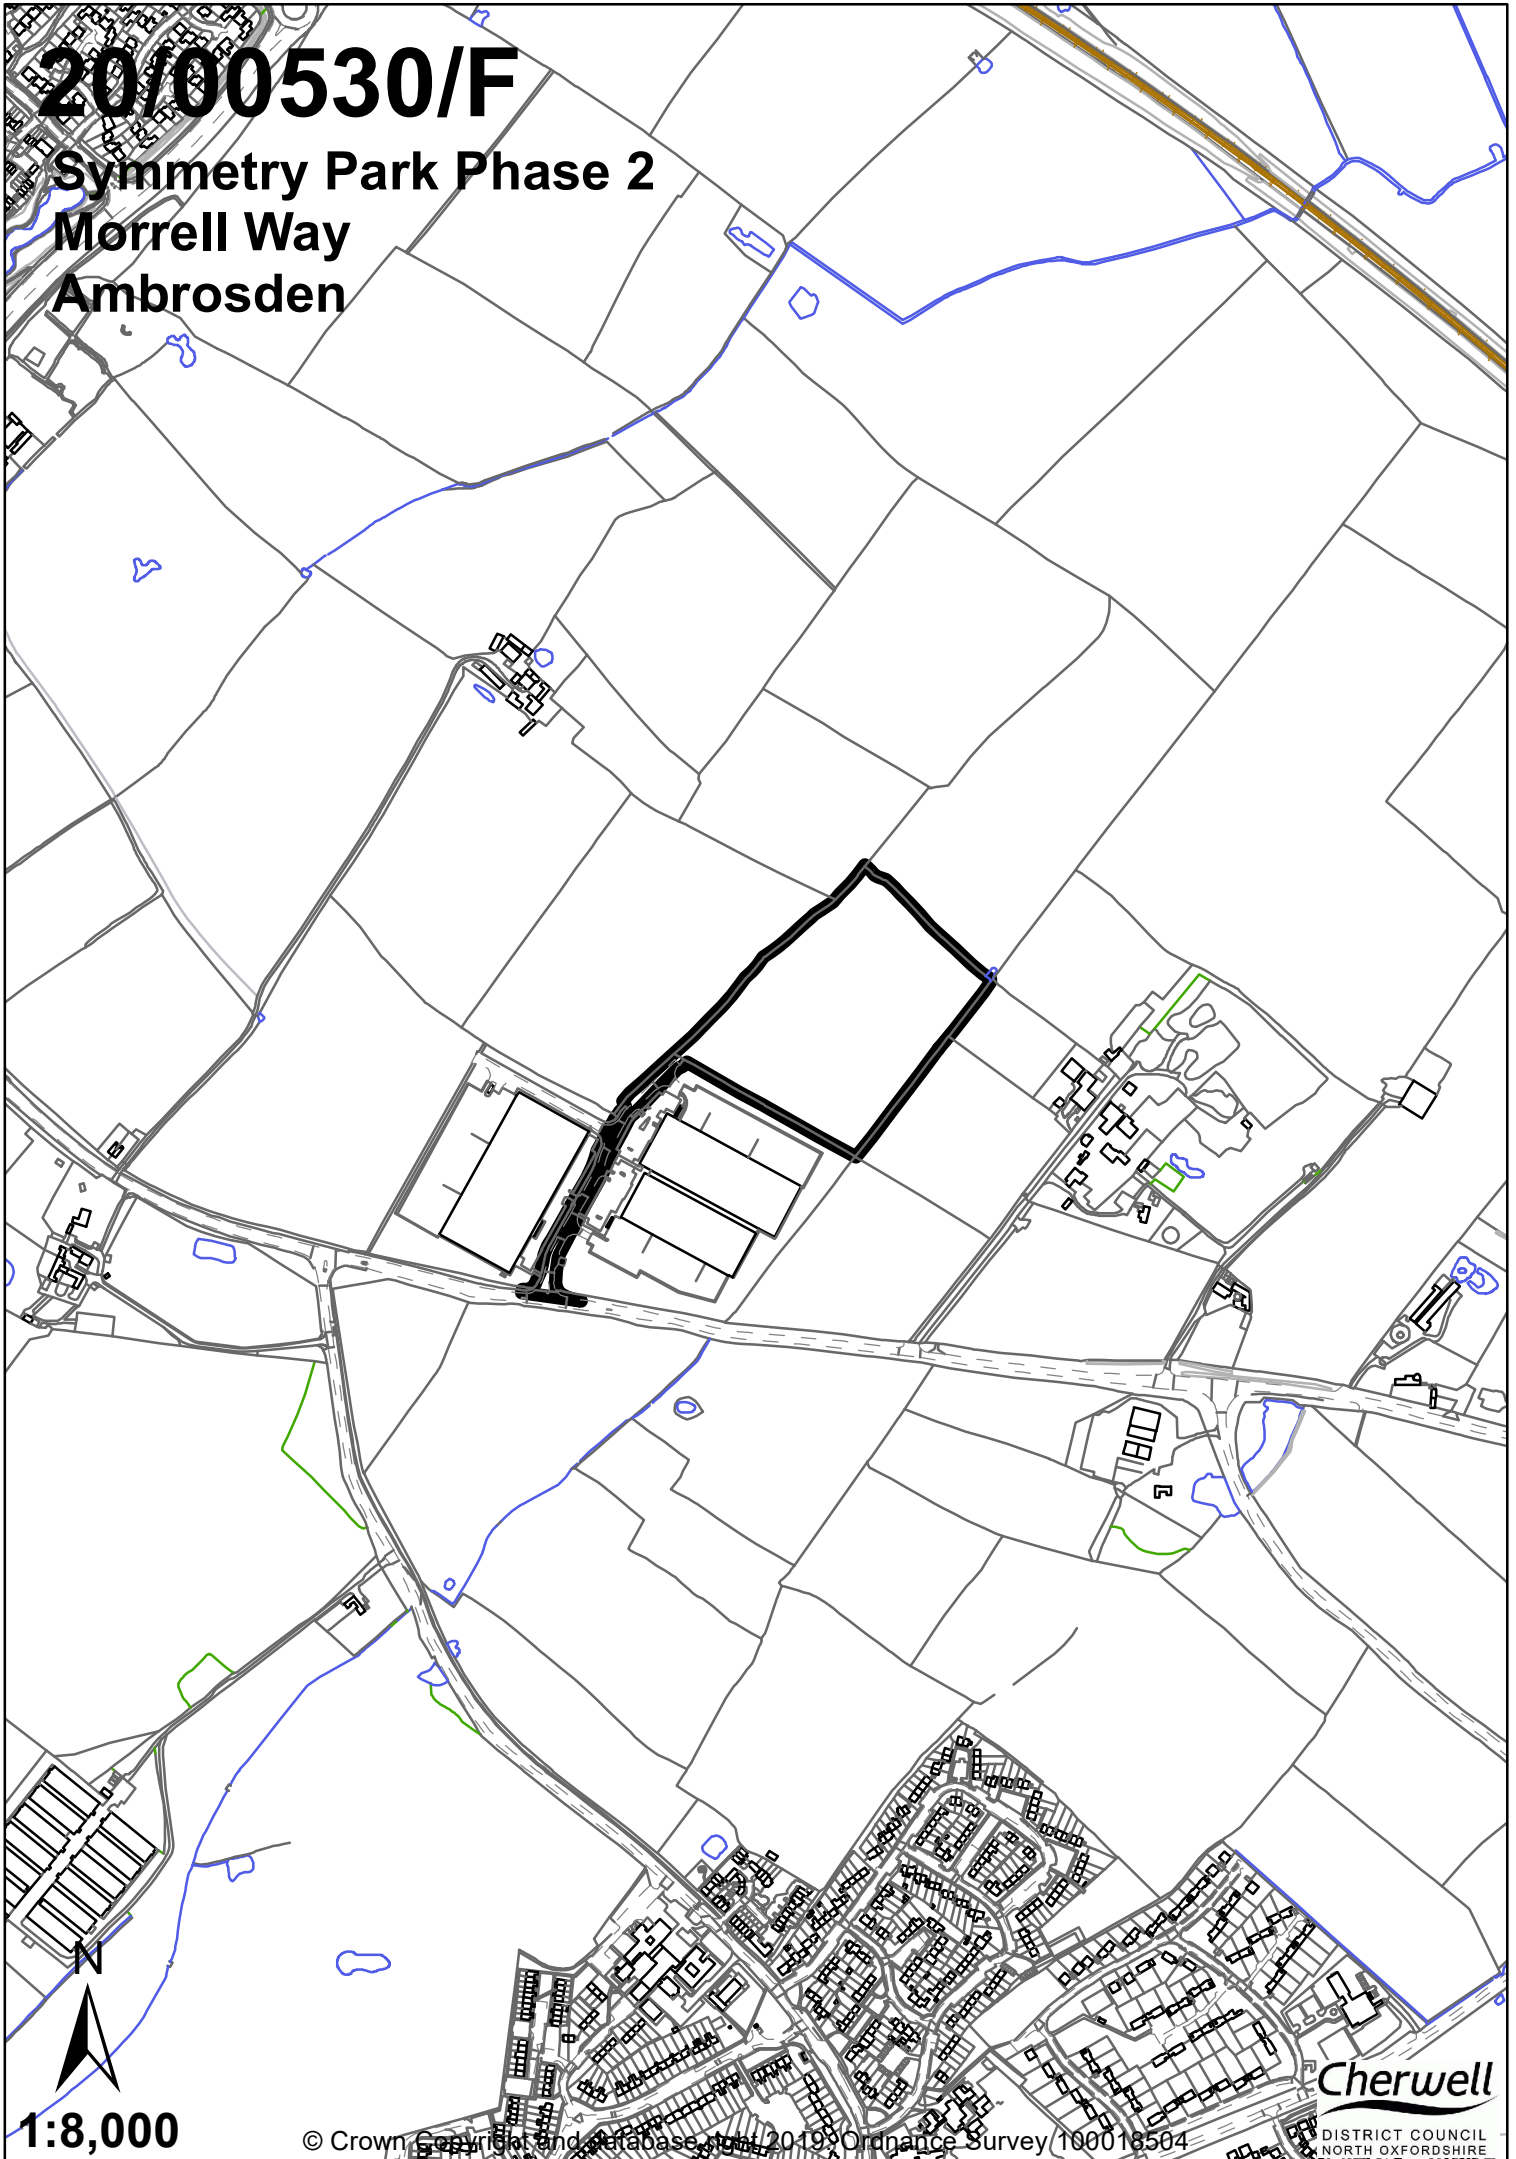 20/00530/F
Symmetry Park Phase 2
Morrell Way
Ambrosden
N
1:8,000
© Crown Copyright and database right 2019. Ordnance Survey 100018504
Cherwell
DISTRICT COUNCIL
NORTH OXFORDSHIRE